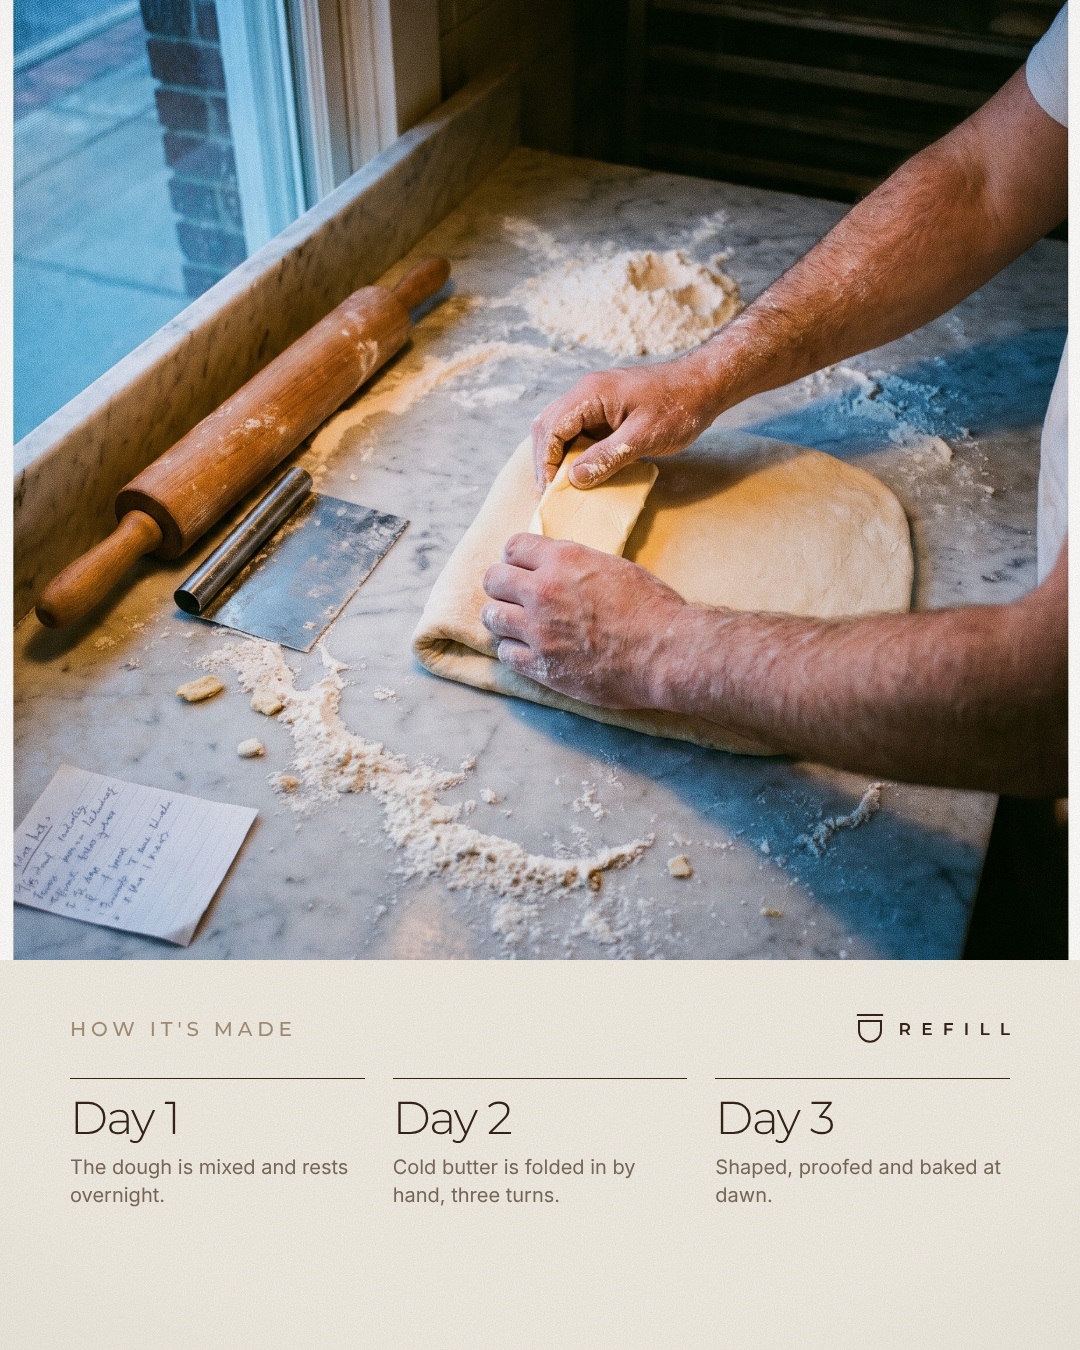 HOW IT'S MADE
REFILL
Day 1
The dough is mixed and rests
overnight.
Day 2
Cold butter is folded in by
hand, three turns.
Day 3
Shaped, proofed and baked at
dawn.